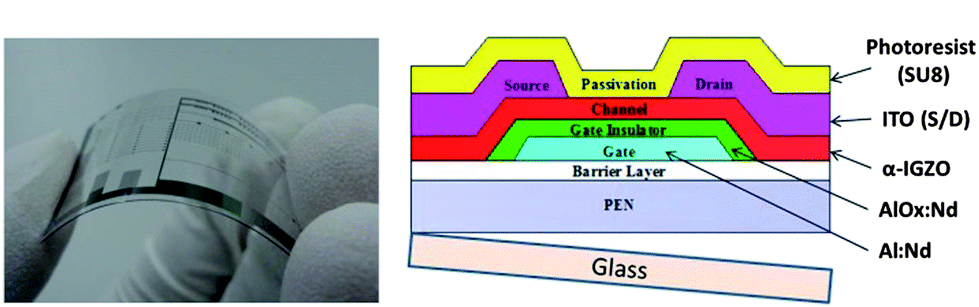 Photoresist
(SU8)
Source
Passivation
Drain
Channel
ITO (S/D)
Gate Insulator
Gate
α-IGZO
Barrier Layer
PEN
AlOx:Nd
Al:Nd
Glass